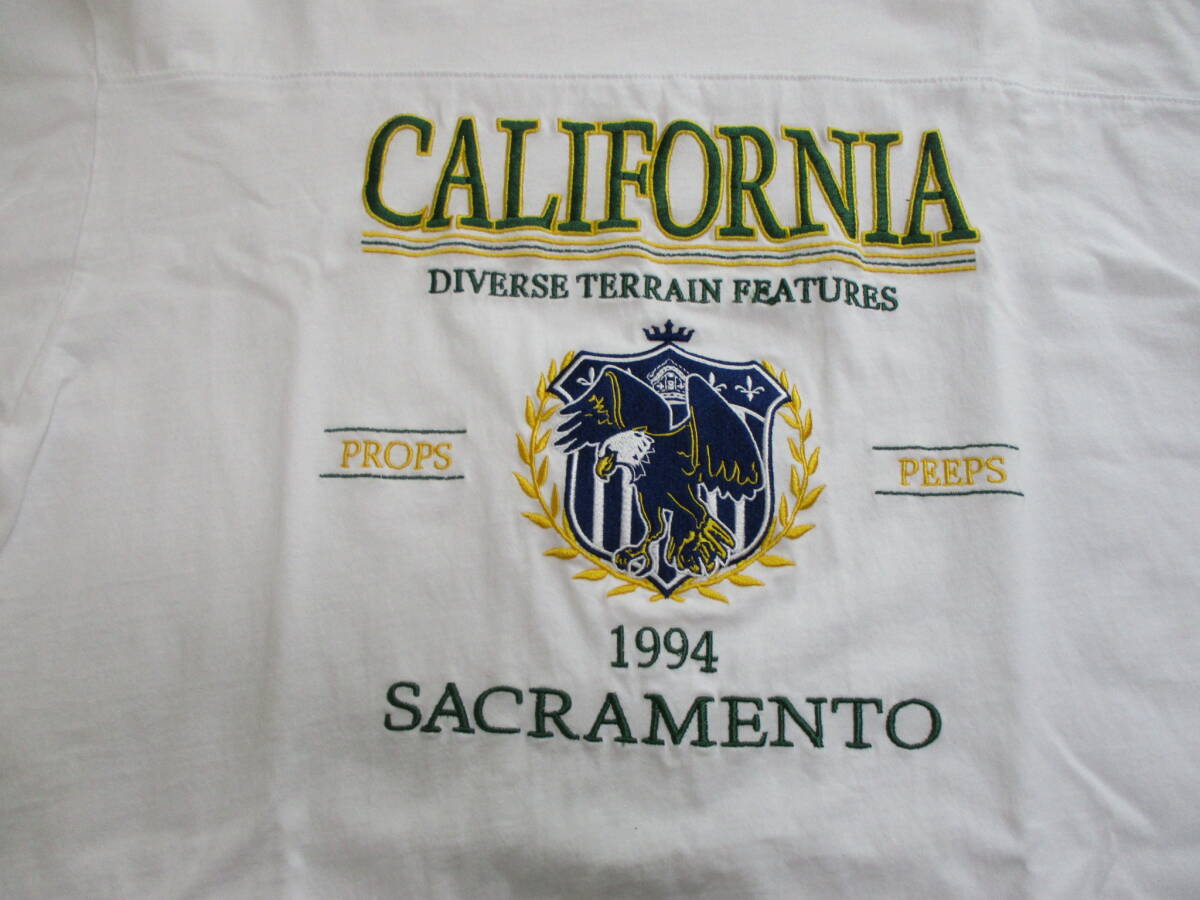 CALIFORNIA
DIVERSE TERRAIN FEATURES
PROPS
PEEPS
1994
SACRAMENTO